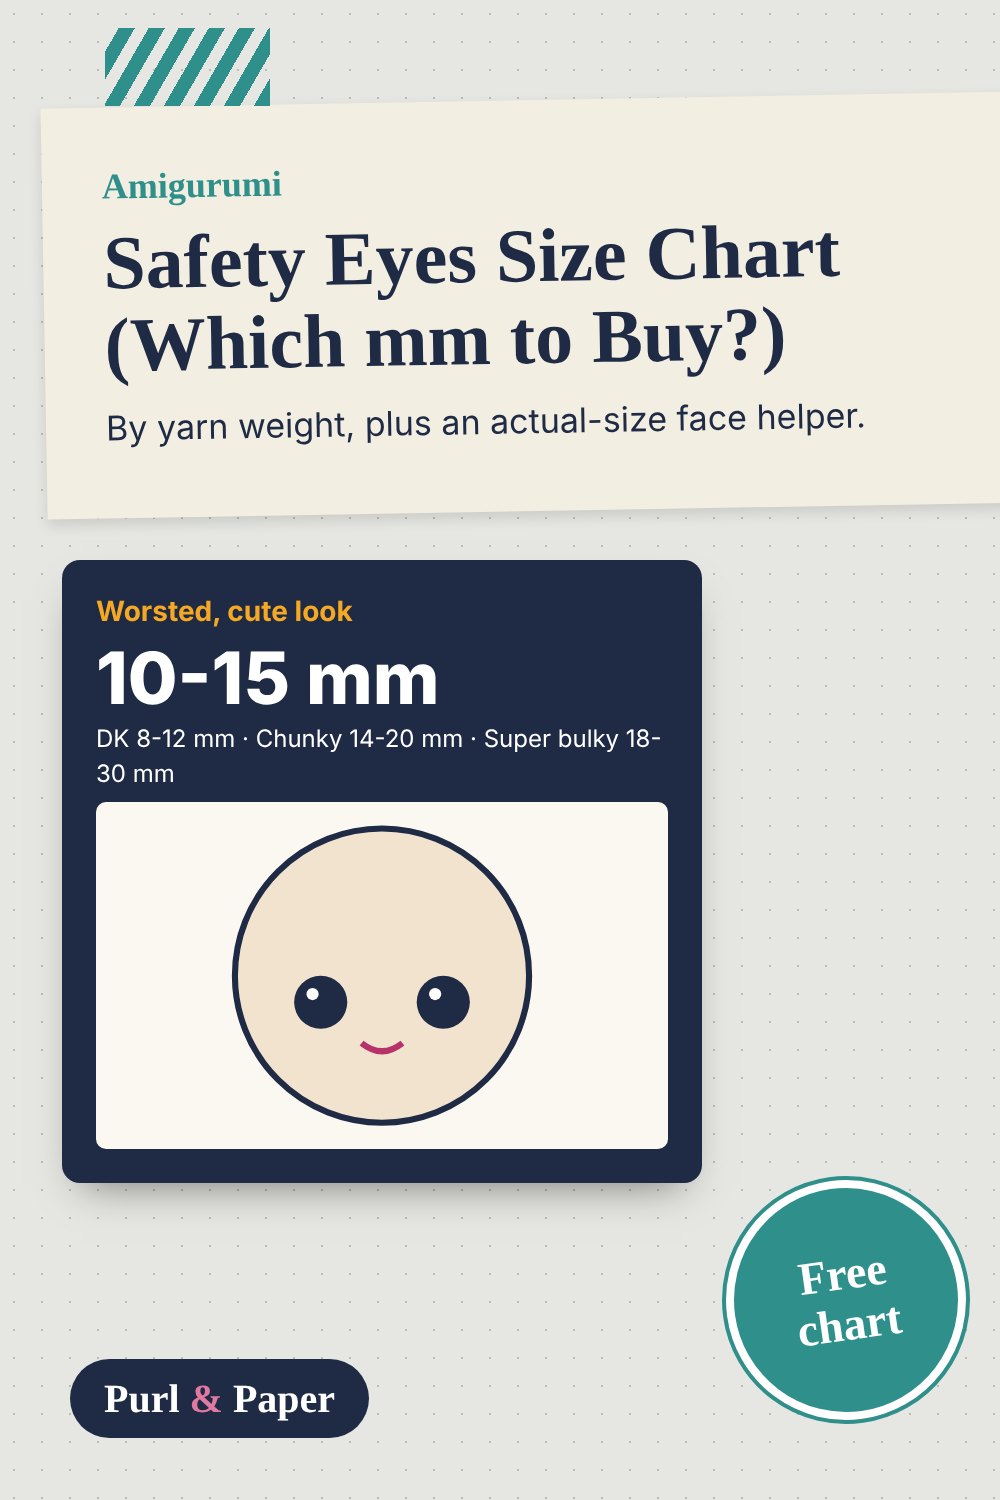 Amigurumi
Safety Eyes Size Chart
(Which mm to Buy?)
By yarn weight, plus an actual-size face helper.
Worsted, cute look
10-15 mm
DK 8-12 mm · Chunky 14-20 mm · Super bulky 18-
30 mm
Free
chart
Purl & Paper